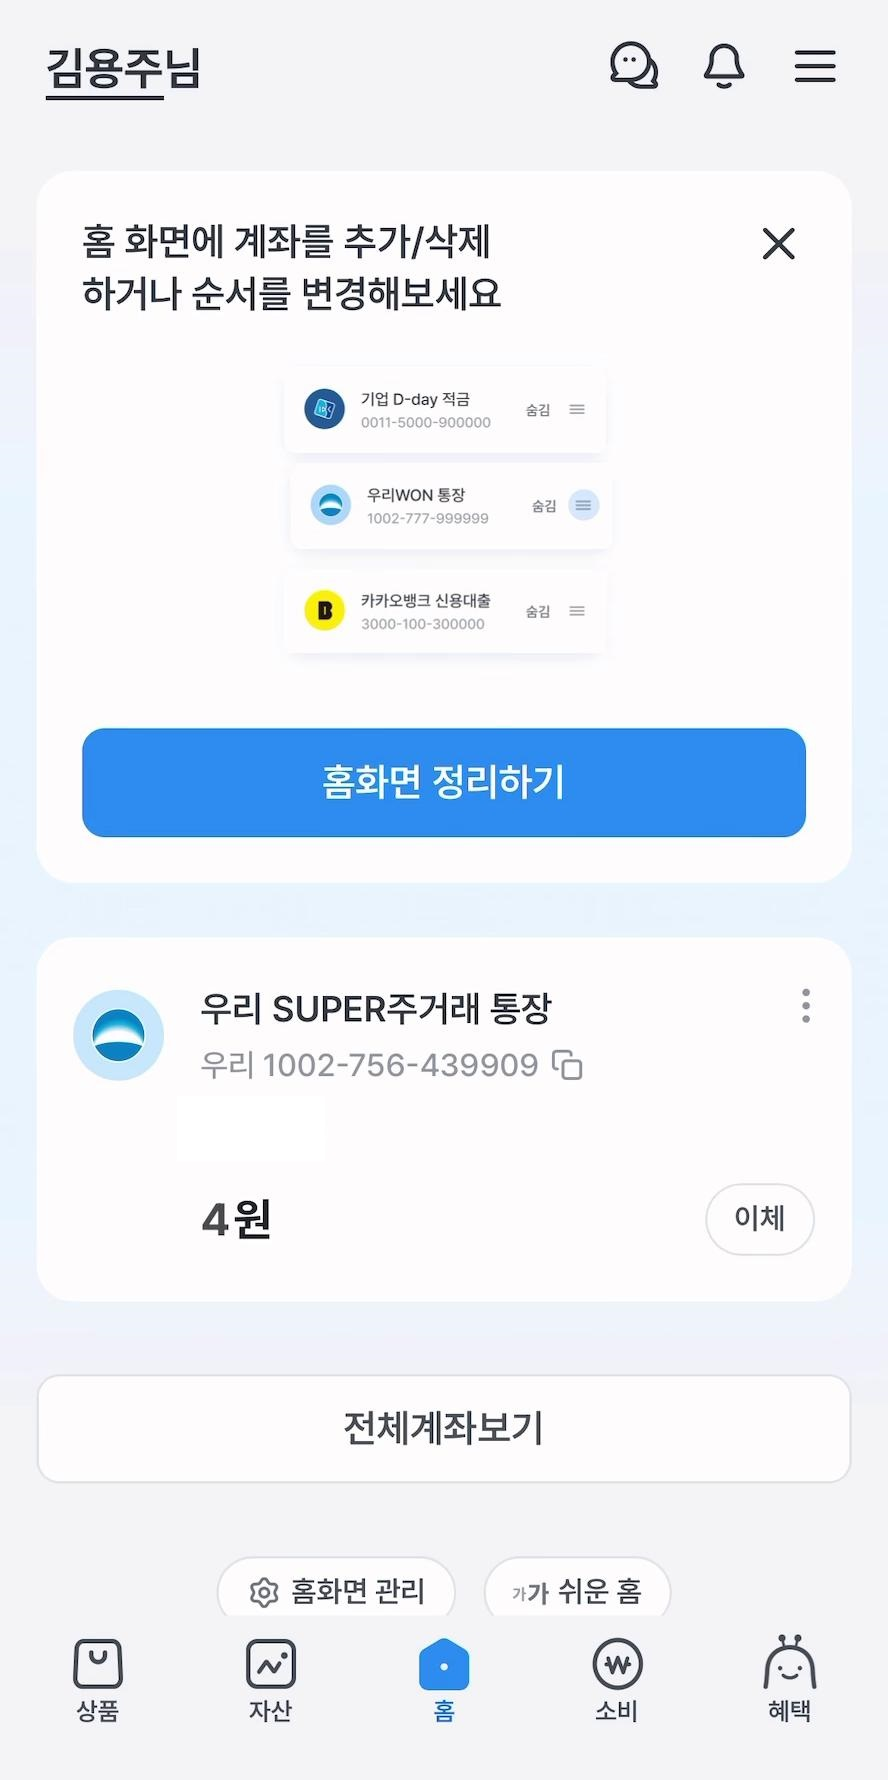 김용주님
홈 화면에 계좌를 추가/삭제
하거나 순서를 변경해보세요
기업 D-day 적금
0011-5000-900000
숨김
우리WON 통장
1002-777-999999
숨김
B
카카오뱅크 신용대출
3000-100-300000
숨김
홈화면 정리하기
우리 SUPER주거래 통장
우리 1002-756-439909
4원
이체
전체계좌보기
홈화면 관리
가가 쉬운 홈
상품
자산
홈
소비
혜택